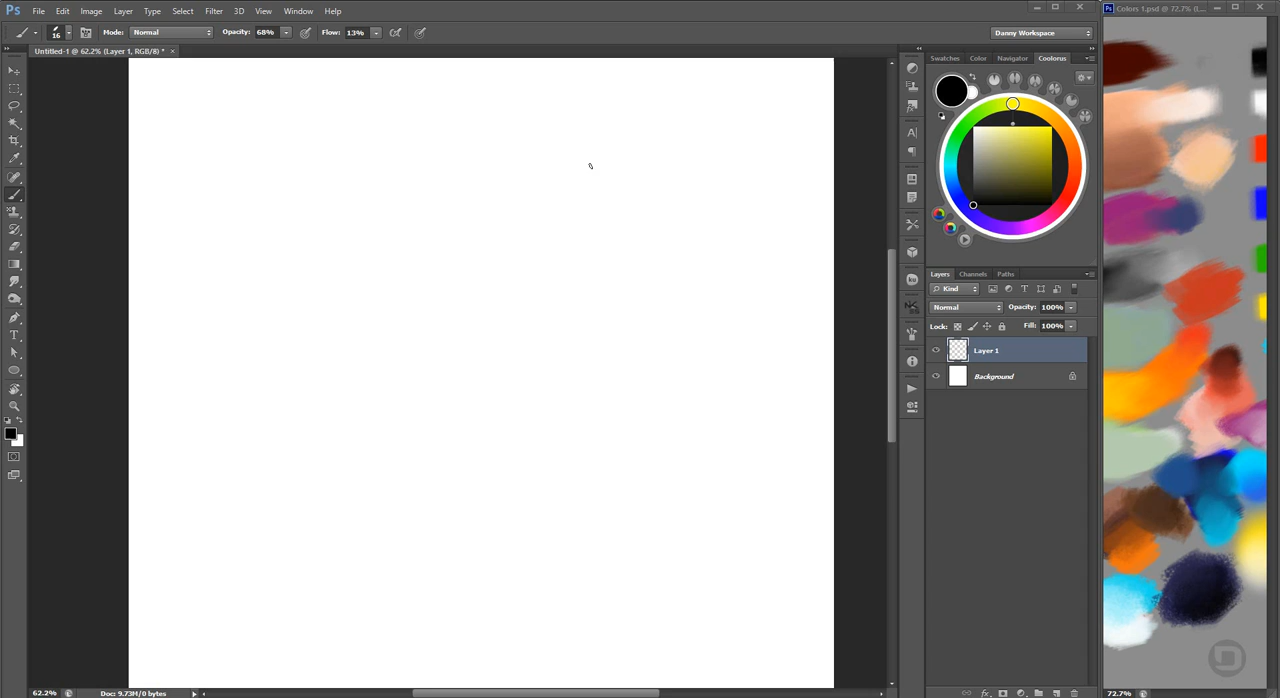 Ps File Edit Image Layer Type Select Filter 3D View Window Help
Ps Colors 1.psd @ 72.7% (L...
16 Mode: Normal Opacity: 68% Flow: 13% Danny Workspace
Untitled-1 @ 62.2% (Layer 1, RGB/8) *
Swatches Color Navigator Coolorus
Layers Channels Paths
Kind
Normal Opacity: 100%
Lock: Fill: 100%
Layer 1
Background
62.2% Doc: 9.73M/0 bytes
72.7%